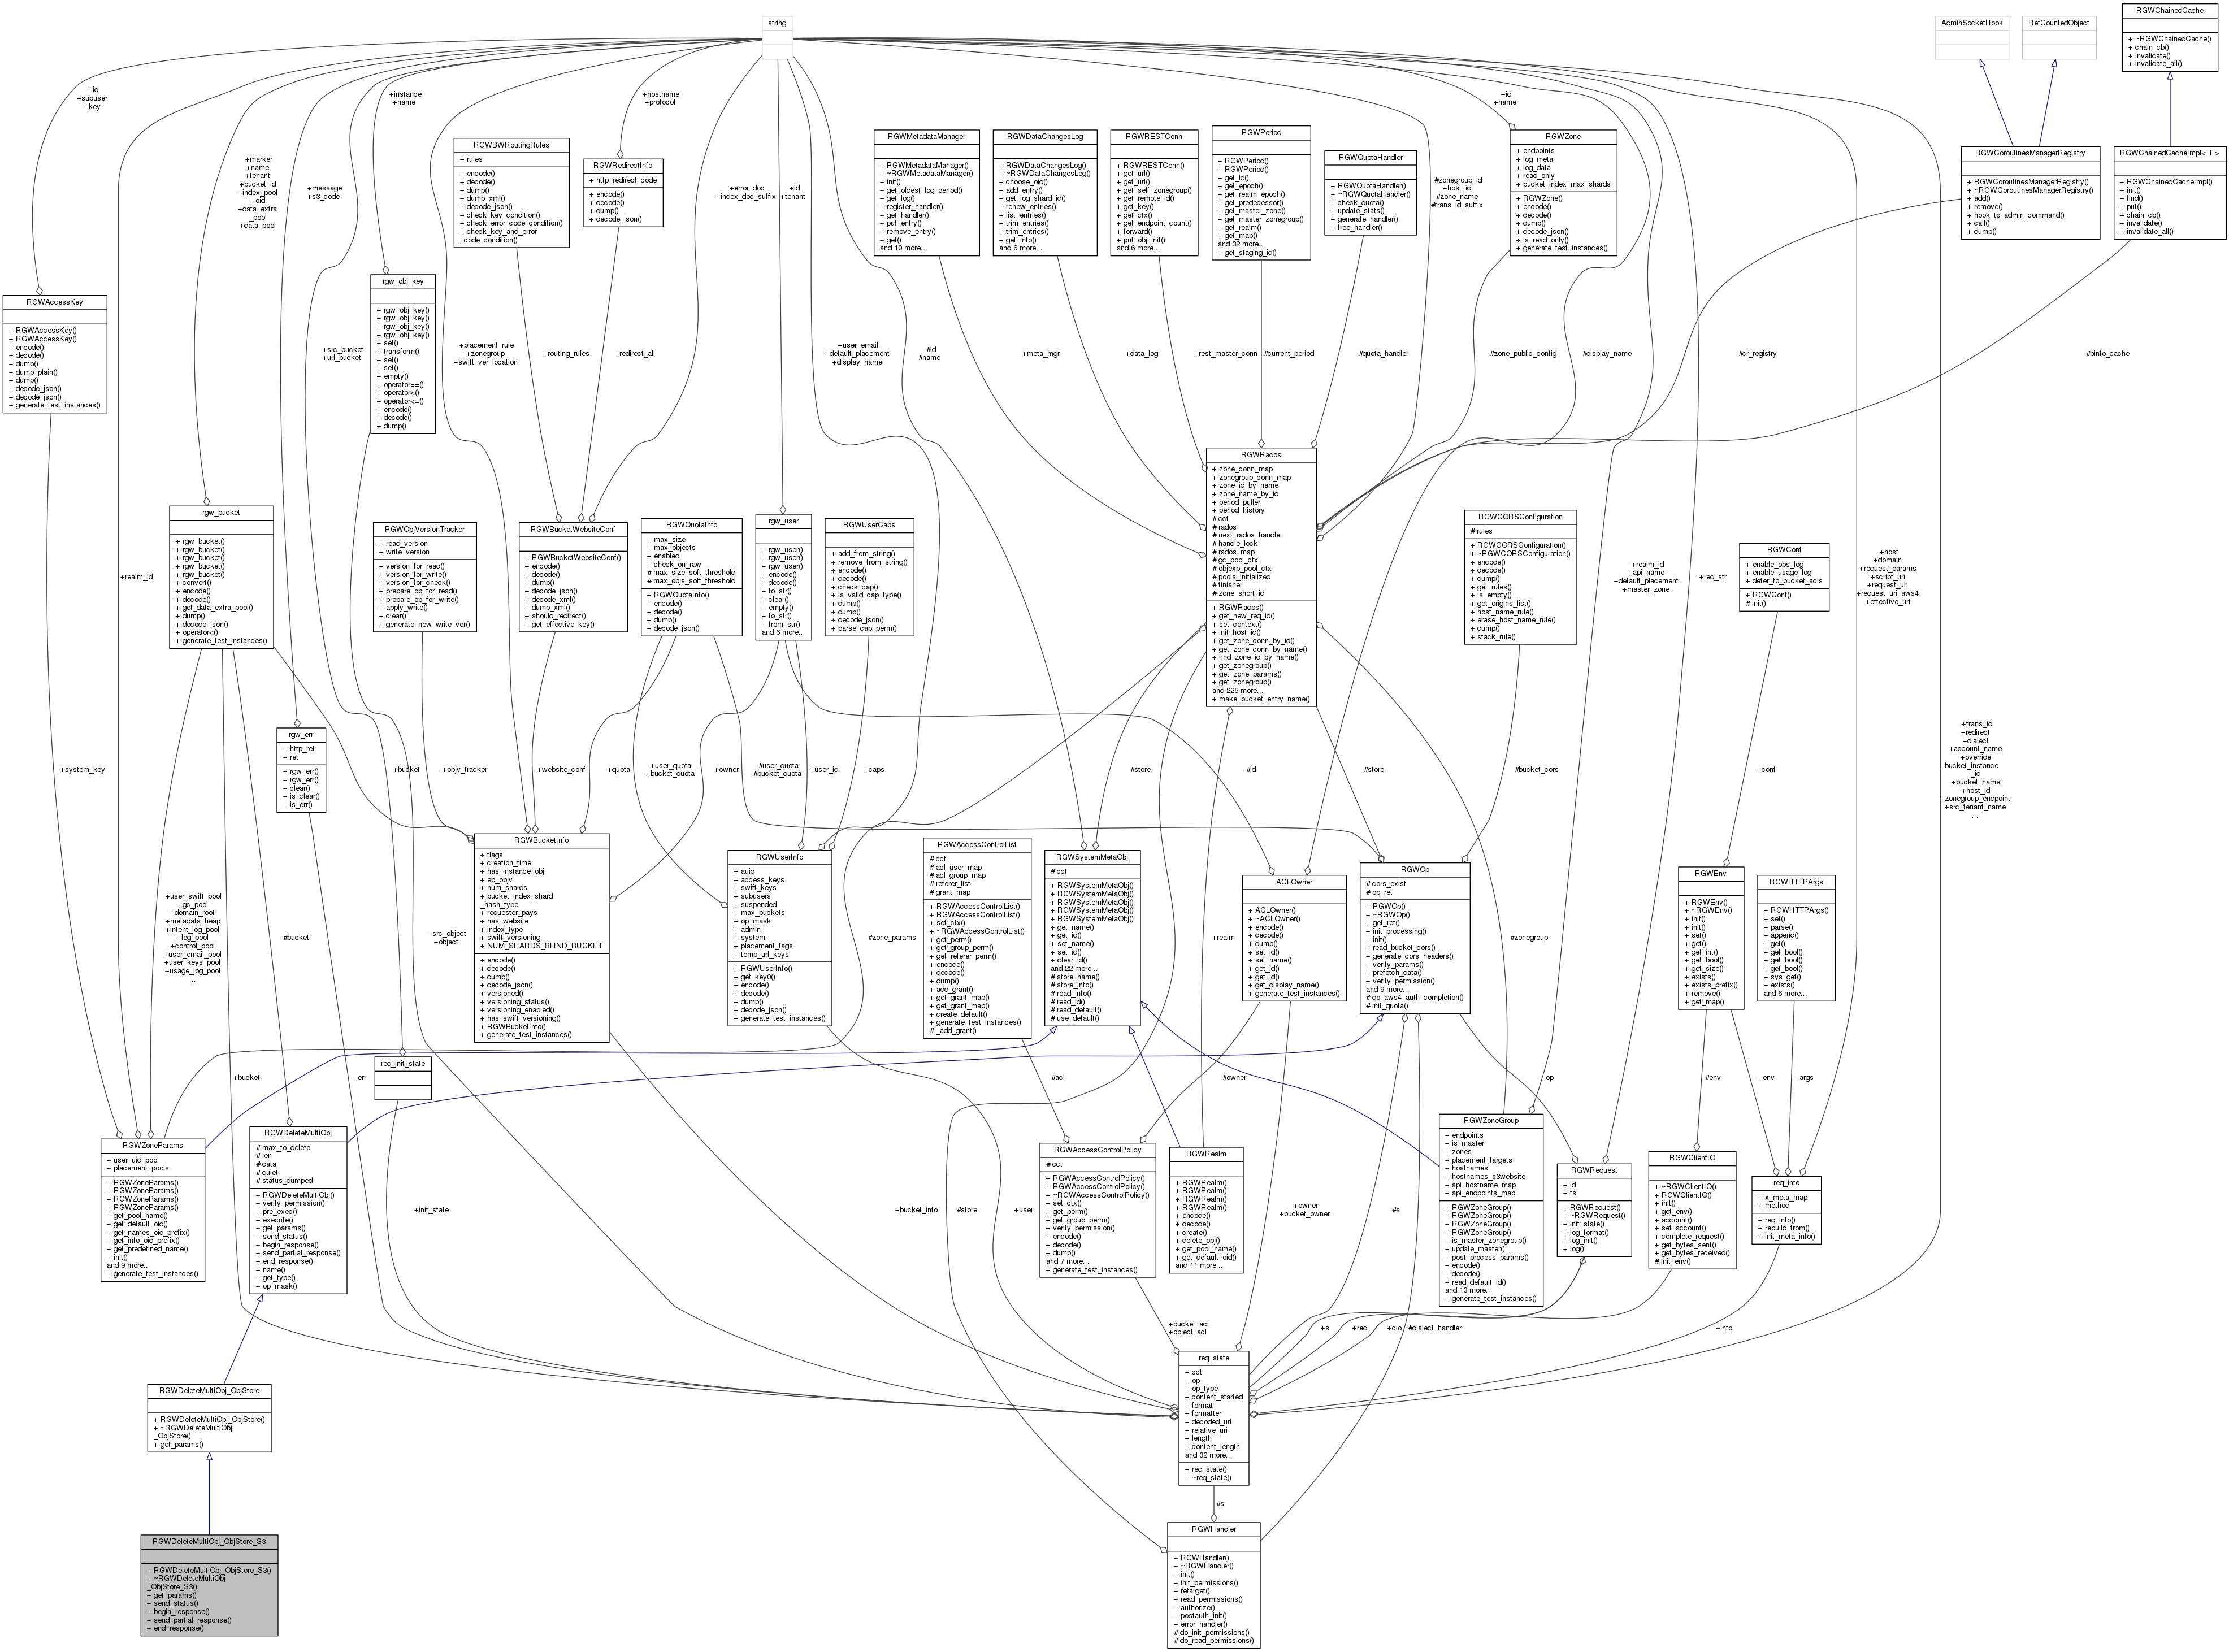 string
AdminSocketHook
RefCountedObject
RGWChainedCache
+ ~RGWChainedCache()
+ chain_cb()
+ invalidate()
+ invalidate_all()
+id
+subuser
+key
+instance
+name
+hostname
+protocol
+id
+name
RGWBWRoutingRules
+ rules
+ encode()
+ decode()
+ dump()
+ dump_xml()
+ decode_json()
+ check_key_condition()
+ check_error_code_condition()
+ check_key_and_error
_code_condition()
RGWRedirectInfo
+ http_redirect_code
+ encode()
+ decode()
+ dump()
+ decode_json()
RGWMetadataManager
+ RGWMetadataManager()
+ ~RGWMetadataManager()
+ init()
+ get_oldest_log_period()
+ get_log()
+ register_handler()
+ get_handler()
+ put_entry()
+ remove_entry()
+ get()
and 10 more...
RGWDataChangesLog
+ RGWDataChangesLog()
+ ~RGWDataChangesLog()
+ choose_oid()
+ add_entry()
+ get_log_shard_id()
+ renew_entries()
+ list_entries()
+ trim_entries()
+ trim_entries()
+ get_info()
and 6 more...
RGWRESTConn
+ RGWRESTConn()
+ get_url()
+ get_url()
+ get_self_zonegroup()
+ get_remote_id()
+ get_key()
+ get_ctx()
+ get_endpoint_count()
+ forward()
+ put_obj_init()
and 6 more...
RGWPeriod
+ RGWPeriod()
+ RGWPeriod()
+ get_id()
+ get_epoch()
+ get_realm_epoch()
+ get_predecessor()
+ get_master_zone()
+ get_master_zonegroup()
+ get_realm()
+ get_map()
and 32 more...
+ get_staging_id()
RGWQuotaHandler
+ RGWQuotaHandler()
+ ~RGWQuotaHandler()
+ check_quota()
+ update_stats()
+ generate_handler()
+ free_handler()
#zonegroup_id
+host_id
#zone_name
#trans_id_suffix
RGWZone
+ endpoints
+ log_meta
+ log_data
+ read_only
+ bucket_index_max_shards
+ RGWZone()
+ encode()
+ decode()
+ dump()
+ decode_json()
+ is_read_only()
+ generate_test_instances()
RGWCoroutinesManagerRegistry
+ RGWCoroutinesManagerRegistry()
+ ~RGWCoroutinesManagerRegistry()
+ add()
+ remove()
+ hook_to_admin_command()
+ call()
+ dump()
RGWChainedCacheImpl< T >
+ RGWChainedCacheImpl()
+ init()
+ find()
+ put()
+ chain_cb()
+ invalidate()
+ invalidate_all()
+marker
+name
+tenant
+bucket_id
+index_pool
+oid
+data_extra
_pool
+data_pool
+message
+s3_code
+error_doc
+index_doc_suffix
+id
+tenant
RGWAccessKey
+ RGWAccessKey()
+ RGWAccessKey()
+ encode()
+ decode()
+ dump()
+ dump_plain()
+ dump()
+ decode_json()
+ decode_json()
+ generate_test_instances()
rgw_obj_key
+ rgw_obj_key()
+ rgw_obj_key()
+ rgw_obj_key()
+ rgw_obj_key()
+ set()
+ transform()
+ set()
+ set()
+ empty()
+ operator==()
+ operator<()
+ operator<=()
+ encode()
+ decode()
+ dump()
+src_bucket
+url_bucket
+placement_rule
+zonegroup
+swift_ver_location
+routing_rules
+redirect_all
+user_email
+default_placement
+display_name
#id
#name
+meta_mgr
+data_log
+rest_master_conn
#current_period
#quota_handler
#zone_public_config
#display_name
#cr_registry
#binfo_cache
+realm_id
rgw_bucket
+ rgw_bucket()
+ rgw_bucket()
+ rgw_bucket()
+ rgw_bucket()
+ rgw_bucket()
+ convert()
+ encode()
+ decode()
+ get_data_extra_pool()
+ dump()
+ decode_json()
+ operator<()
+ generate_test_instances()
RGWObjVersionTracker
+ read_version
+ write_version
+ version_for_read()
+ version_for_write()
+ version_for_check()
+ prepare_op_for_read()
+ prepare_op_for_write()
+ apply_write()
+ clear()
+ generate_new_write_ver()
RGWBucketWebsiteConf
+ RGWBucketWebsiteConf()
+ encode()
+ decode()
+ dump()
+ decode_json()
+ decode_xml()
+ dump_xml()
+ should_redirect()
+ get_effective_key()
RGWQuotaInfo
+ max_size
+ max_objects
+ enabled
+ check_on_raw
# max_size_soft_threshold
# max_objs_soft_threshold
+ RGWQuotaInfo()
+ encode()
+ decode()
+ dump()
+ decode_json()
rgw_user
+ rgw_user()
+ rgw_user()
+ rgw_user()
+ encode()
+ decode()
+ to_str()
+ clear()
+ empty()
+ to_str()
+ from_str()
and 6 more...
RGWUserCaps
+ add_from_string()
+ remove_from_string()
+ encode()
+ decode()
+ check_cap()
+ is_valid_cap_type()
+ dump()
+ dump()
+ decode_json()
+ parse_cap_perm()
RGWRados
+ zone_conn_map
+ zonegroup_conn_map
+ zone_id_by_name
+ zone_name_by_id
+ period_puller
+ period_history
# cct
# rados
# next_rados_handle
# handle_lock
# rados_map
# gc_pool_ctx
# objexp_pool_ctx
# pools_initialized
# finisher
# zone_short_id
+ RGWRados()
+ get_new_req_id()
+ set_context()
+ init_host_id()
+ get_zone_conn_by_id()
+ get_zone_conn_by_name()
+ find_zone_id_by_name()
+ get_zonegroup()
+ get_zone_params()
+ get_zonegroup()
and 225 more...
+ make_bucket_entry_name()
RGWCORSConfiguration
# rules
+ RGWCORSConfiguration()
+ ~RGWCORSConfiguration()
+ encode()
+ decode()
+ dump()
+ get_rules()
+ is_empty()
+ get_origins_list()
+ host_name_rule()
+ erase_host_name_rule()
+ dump()
+ stack_rule()
+realm_id
+api_name
+default_placement
+master_zone
+req_str
RGWConf
+ enable_ops_log
+ enable_usage_log
+ defer_to_bucket_acls
+ RGWConf()
# init()
+host
+domain
+request_params
+script_uri
+request_uri
+request_uri_aws4
+effective_uri
+trans_id
+redirect
+dialect
+account_name
+override
+bucket_instance
_id
+bucket_name
+host_id
+zonegroup_endpoint
+src_tenant_name
...
+system_key
rgw_err
+ http_ret
+ ret
+ rgw_err()
+ rgw_err()
+ clear()
+ is_clear()
+ is_err()
+bucket
+objv_tracker
+website_conf
+quota
+user_quota
+bucket_quota
+owner
#user_quota
#bucket_quota
+user_id
+caps
#store
#id
#store
#bucket_cors
+conf
+user_swift_pool
+gc_pool
+domain_root
+metadata_heap
+intent_log_pool
+log_pool
+control_pool
+user_email_pool
+user_keys_pool
+usage_log_pool
...
#bucket
+src_object
+object
RGWBucketInfo
+ flags
+ creation_time
+ has_instance_obj
+ ep_objv
+ num_shards
+ bucket_index_shard
_hash_type
+ requester_pays
+ has_website
+ index_type
+ swift_versioning
+ NUM_SHARDS_BLIND_BUCKET
+ encode()
+ decode()
+ dump()
+ decode_json()
+ versioned()
+ versioning_status()
+ versioning_enabled()
+ has_swift_versioning()
+ RGWBucketInfo()
+ generate_test_instances()
RGWUserInfo
+ auid
+ access_keys
+ swift_keys
+ subusers
+ suspended
+ max_buckets
+ op_mask
+ admin
+ system
+ placement_tags
+ temp_url_keys
+ RGWUserInfo()
+ get_key0()
+ encode()
+ decode()
+ dump()
+ decode_json()
+ generate_test_instances()
#zone_params
RGWAccessControlList
# cct
# acl_user_map
# acl_group_map
# referer_list
# grant_map
+ RGWAccessControlList()
+ RGWAccessControlList()
+ set_ctx()
+ ~RGWAccessControlList()
+ get_perm()
+ get_group_perm()
+ get_referer_perm()
+ encode()
+ decode()
+ dump()
+ add_grant()
+ get_grant_map()
+ get_grant_map()
+ create_default()
+ generate_test_instances()
# _add_grant()
RGWSystemMetaObj
# cct
+ RGWSystemMetaObj()
+ RGWSystemMetaObj()
+ RGWSystemMetaObj()
+ RGWSystemMetaObj()
+ RGWSystemMetaObj()
+ get_name()
+ get_id()
+ set_name()
+ set_id()
+ clear_id()
and 22 more...
# store_name()
# store_info()
# read_info()
# read_id()
# read_default()
# use_default()
+realm
ACLOwner
+ ACLOwner()
+ ~ACLOwner()
+ encode()
+ decode()
+ dump()
+ set_id()
+ set_name()
+ get_id()
+ get_id()
+ get_display_name()
+ generate_test_instances()
RGWOp
# cors_exist
# op_ret
+ RGWOp()
+ ~RGWOp()
+ get_ret()
+ init_processing()
+ init()
+ read_bucket_cors()
+ generate_cors_headers()
+ verify_params()
+ prefetch_data()
+ verify_permission()
and 9 more...
# do_aws4_auth_completion()
# init_quota()
#zonegroup
RGWEnv
+ RGWEnv()
+ ~RGWEnv()
+ init()
+ init()
+ set()
+ get()
+ get_int()
+ get_bool()
+ get_size()
+ exists()
+ exists_prefix()
+ remove()
+ get_map()
RGWHTTPArgs
+ RGWHTTPArgs()
+ set()
+ parse()
+ append()
+ get()
+ get_bool()
+ get_bool()
+ get_bool()
+ sys_get()
+ exists()
and 6 more...
+bucket
+err
req_init_state
#acl
#owner
+op
#env
+env
+args
RGWZoneParams
+ user_uid_pool
+ placement_pools
+ RGWZoneParams()
+ RGWZoneParams()
+ RGWZoneParams()
+ RGWZoneParams()
+ get_pool_name()
+ get_default_oid()
+ get_names_oid_prefix()
+ get_info_oid_prefix()
+ get_predefined_name()
+ init()
and 9 more...
+ generate_test_instances()
RGWDeleteMultiObj
# max_to_delete
# len
# data
# quiet
# status_dumped
+ RGWDeleteMultiObj()
+ verify_permission()
+ pre_exec()
+ execute()
+ get_params()
+ send_status()
+ begin_response()
+ send_partial_response()
+ end_response()
+ name()
+ get_type()
+ op_mask()
+init_state
+bucket_info
#store
+user
RGWAccessControlPolicy
# cct
+ RGWAccessControlPolicy()
+ RGWAccessControlPolicy()
+ ~RGWAccessControlPolicy()
+ set_ctx()
+ get_perm()
+ get_group_perm()
+ verify_permission()
+ encode()
+ decode()
+ dump()
and 7 more...
+ generate_test_instances()
RGWRealm
+ RGWRealm()
+ RGWRealm()
+ RGWRealm()
+ RGWRealm()
+ encode()
+ decode()
+ create()
+ delete_obj()
+ get_pool_name()
+ get_default_oid()
and 11 more...
+owner
+bucket_owner
#s
RGWZoneGroup
+ endpoints
+ is_master
+ zones
+ placement_targets
+ hostnames
+ hostnames_s3website
+ api_hostname_map
+ api_endpoints_map
+ RGWZoneGroup()
+ RGWZoneGroup()
+ RGWZoneGroup()
+ RGWZoneGroup()
+ is_master_zonegroup()
+ update_master()
+ post_process_params()
+ encode()
+ decode()
+ read_default_id()
and 13 more...
+ generate_test_instances()
RGWRequest
+ id
+ ts
+ RGWRequest()
+ ~RGWRequest()
+ init_state()
+ log_format()
+ log_init()
+ log()
RGWClientIO
+ ~RGWClientIO()
+ RGWClientIO()
+ init()
+ get_env()
+ account()
+ set_account()
+ complete_request()
+ get_bytes_sent()
+ get_bytes_received()
# init_env()
req_info
+ x_meta_map
+ method
+ req_info()
+ rebuild_from()
+ init_meta_info()
+bucket_acl
+object_acl
+s
+req
+cio
#dialect_handler
+info
RGWDeleteMultiObj_ObjStore
+ RGWDeleteMultiObj_ObjStore()
+ ~RGWDeleteMultiObj
_ObjStore()
+ get_params()
req_state
+ cct
+ op
+ op_type
+ content_started
+ format
+ formatter
+ decoded_uri
+ relative_uri
+ length
+ content_length
and 32 more...
+ req_state()
+ ~req_state()
#s
RGWDeleteMultiObj_ObjStore_S3
+ RGWDeleteMultiObj_ObjStore_S3()
+ ~RGWDeleteMultiObj
_ObjStore_S3()
+ get_params()
+ send_status()
+ begin_response()
+ send_partial_response()
+ end_response()
RGWHandler
+ RGWHandler()
+ ~RGWHandler()
+ init()
+ init_permissions()
+ retarget()
+ read_permissions()
+ authorize()
+ postauth_init()
+ error_handler()
# do_init_permissions()
# do_read_permissions()